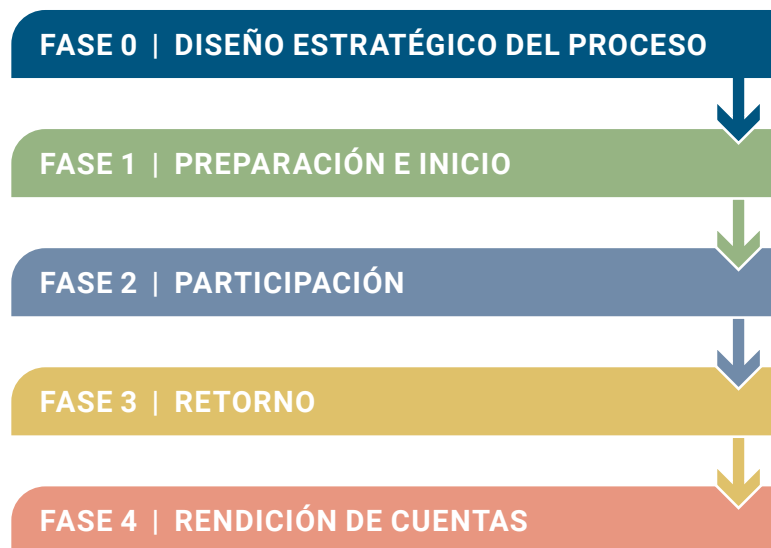 FASE 0 | DISEÑO ESTRATÉGICO DEL PROCESO
FASE 1 | PREPARACIÓN E INICIO
FASE 2 | PARTICIPACIÓN
FASE 3 | RETORNO
FASE 4 | RENDICIÓN DE CUENTAS